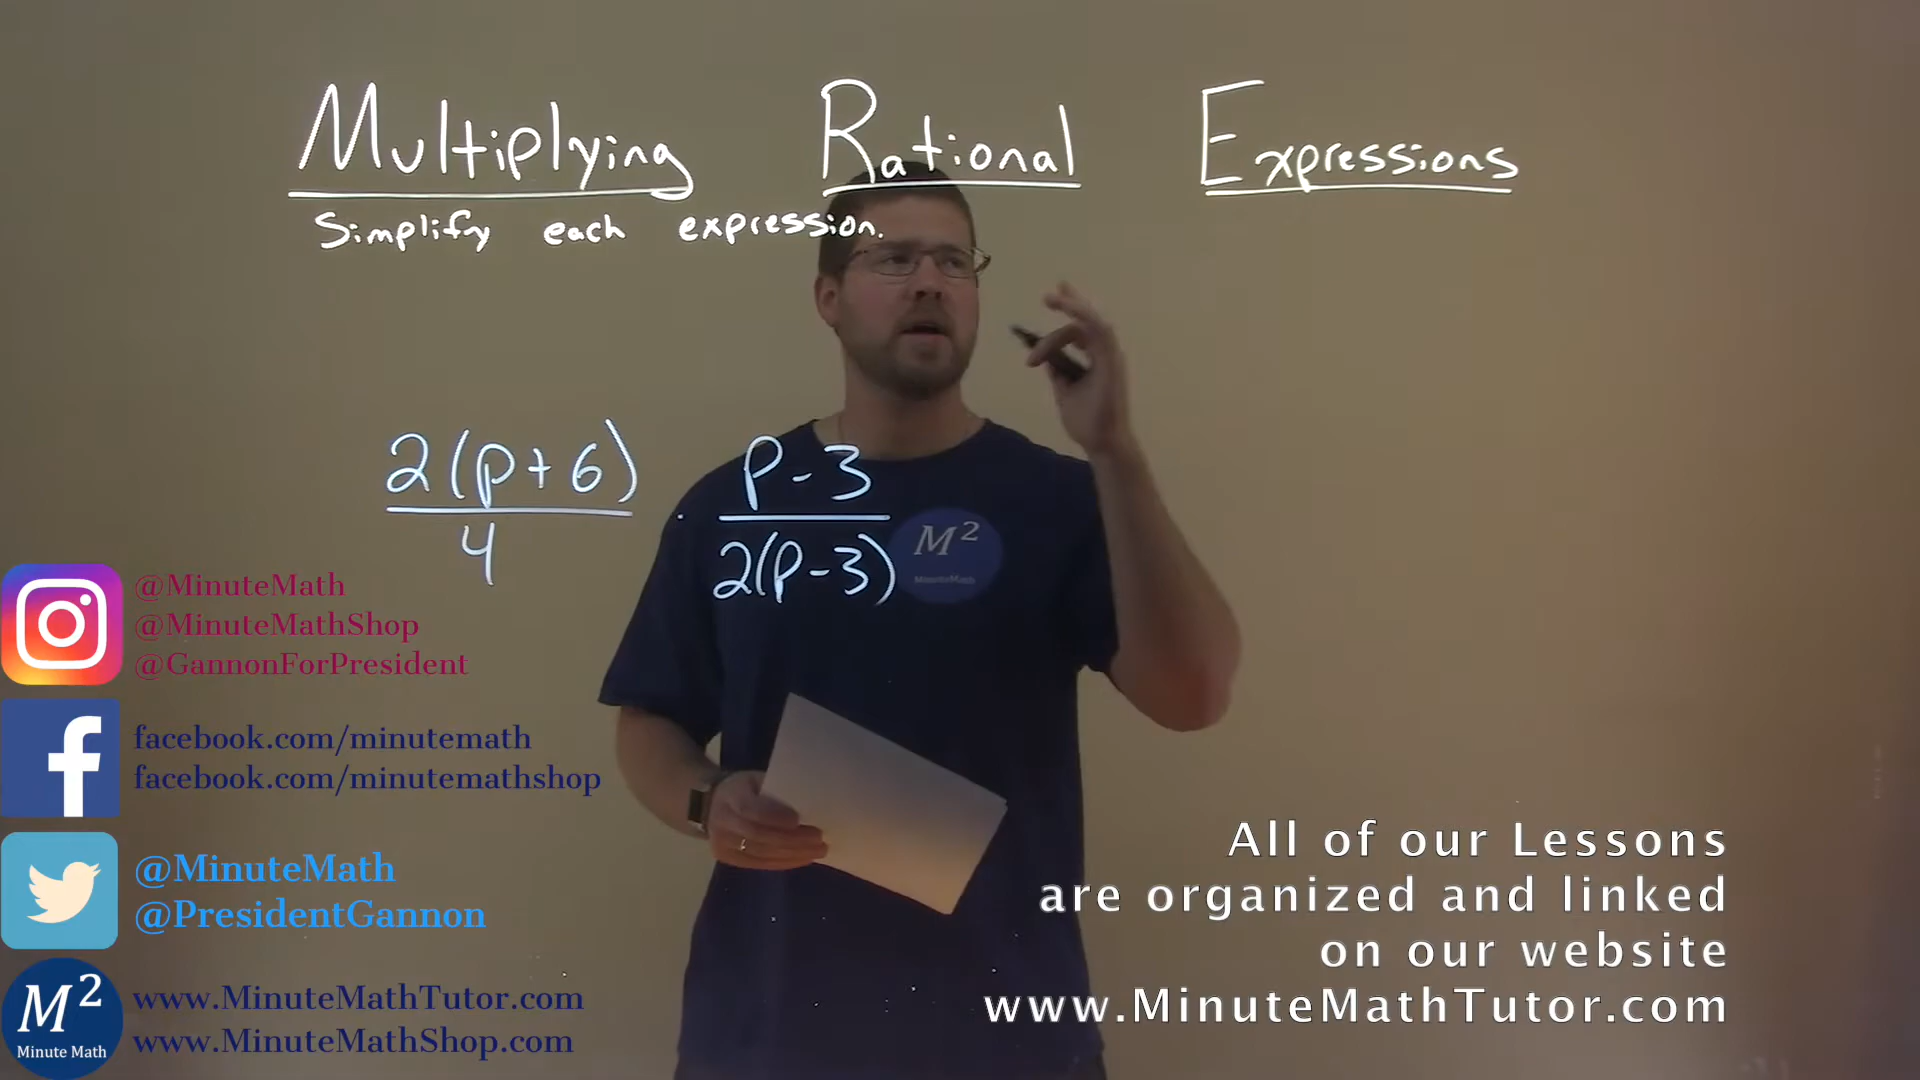 Multiplying Rational Expressions
Simplify each expression.
2(p+6) / 4 · p-3 / 2(p-3)
M²
MinuteMath
@MinuteMath
@MinuteMathShop
@GannonForPresident
facebook.com/minutemath
facebook.com/minutemathshop
@MinuteMath
@PresidentGannon
M²
Minute Math
www.MinuteMathTutor.com
www.MinuteMathShop.com
All of our Lessons
are organized and linked
on our website
www.MinuteMathTutor.com